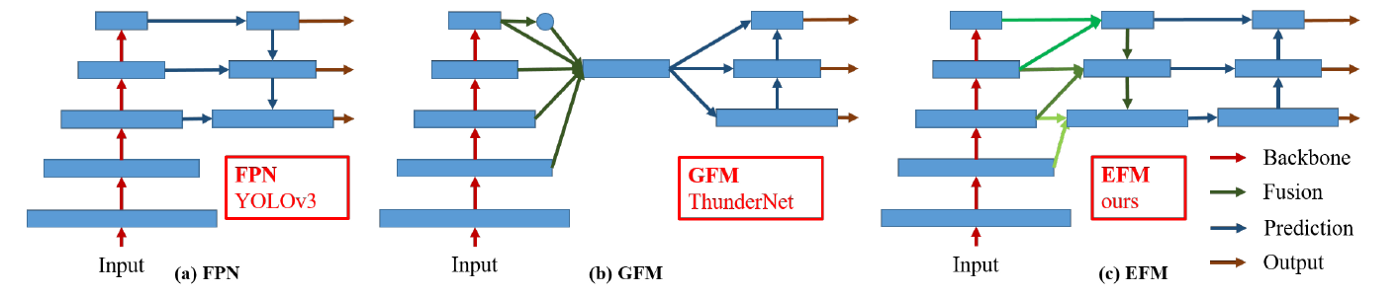 FPN
YOLOv3
Input
(a) FPN
GFM
ThunderNet
Input
(b) GFM
EFM
ours
Input
(c) EFM
Backbone
Fusion
Prediction
Output